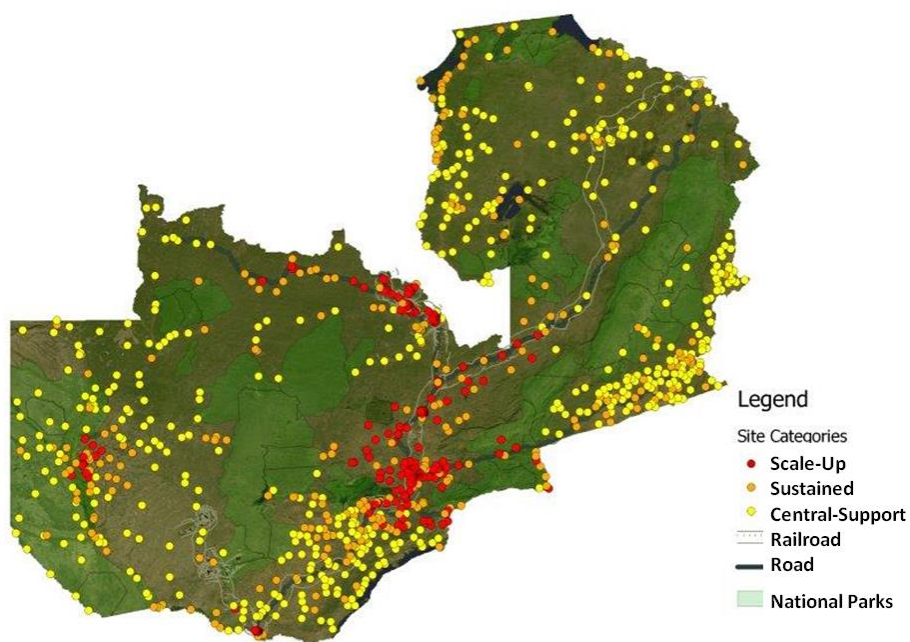 Legend
Site Categories
Scale-Up
Sustained
Central-Support
Railroad
Road
National Parks